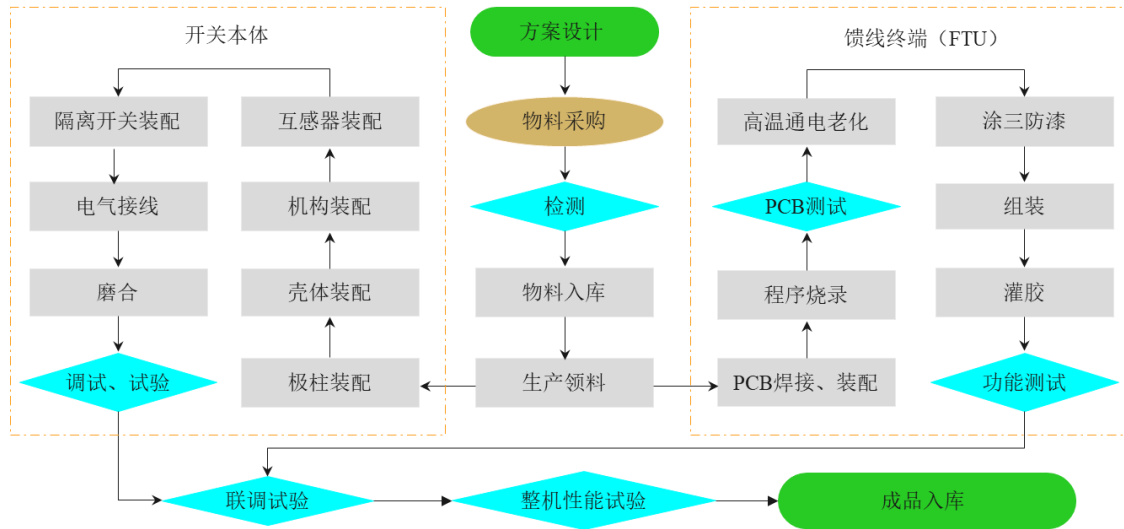 开关本体
方案设计
馈线终端（FTU）
隔离开关装配
互感器装配
物料采购
高温通电老化
涂三防漆
电气接线
机构装配
检测
PCB测试
组装
磨合
壳体装配
物料入库
程序烧录
灌胶
调试、试验
极柱装配
生产领料
PCB焊接、装配
功能测试
联调试验
整机性能试验
成品入库